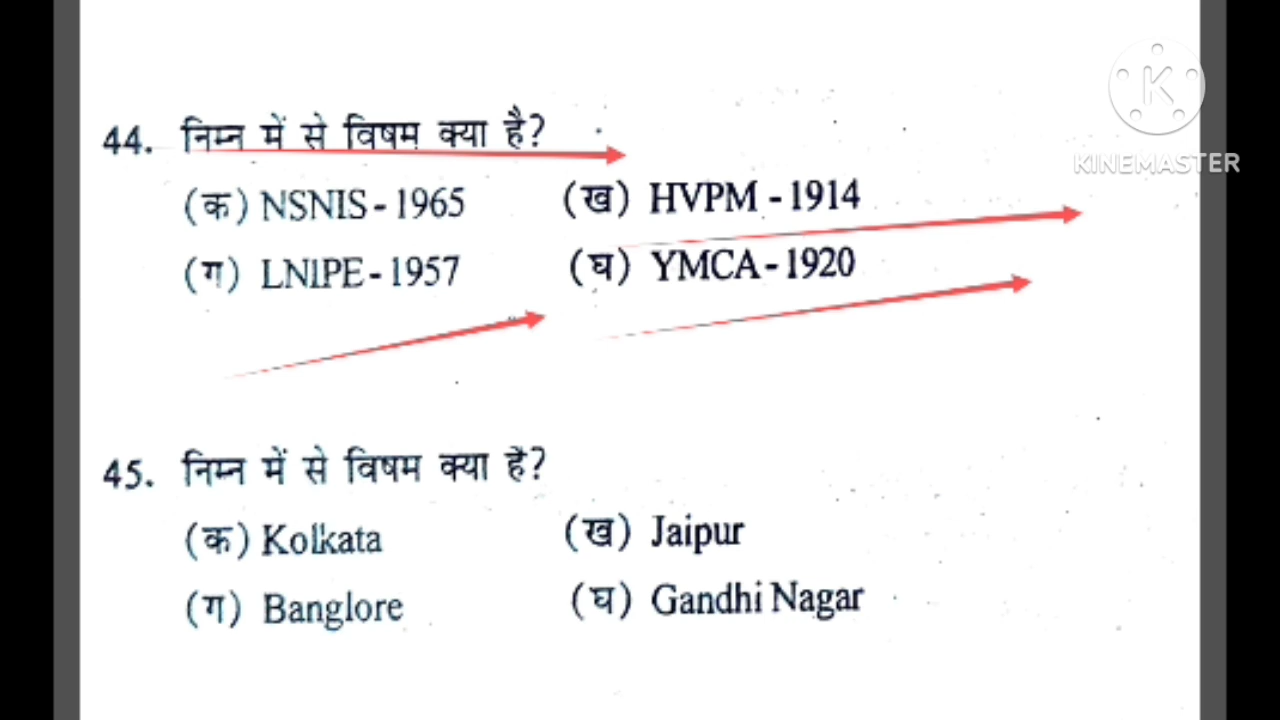 44. निम्न में से विषम क्या है?
(क) NSNIS - 1965 (ख) HVPM - 1914
(ग) LNIPE - 1957 (घ) YMCA - 1920
45. निम्न में से विषम क्या है?
(क) Kolkata (ख) Jaipur
(ग) Banglore (घ) Gandhi Nagar
KINEMASTER